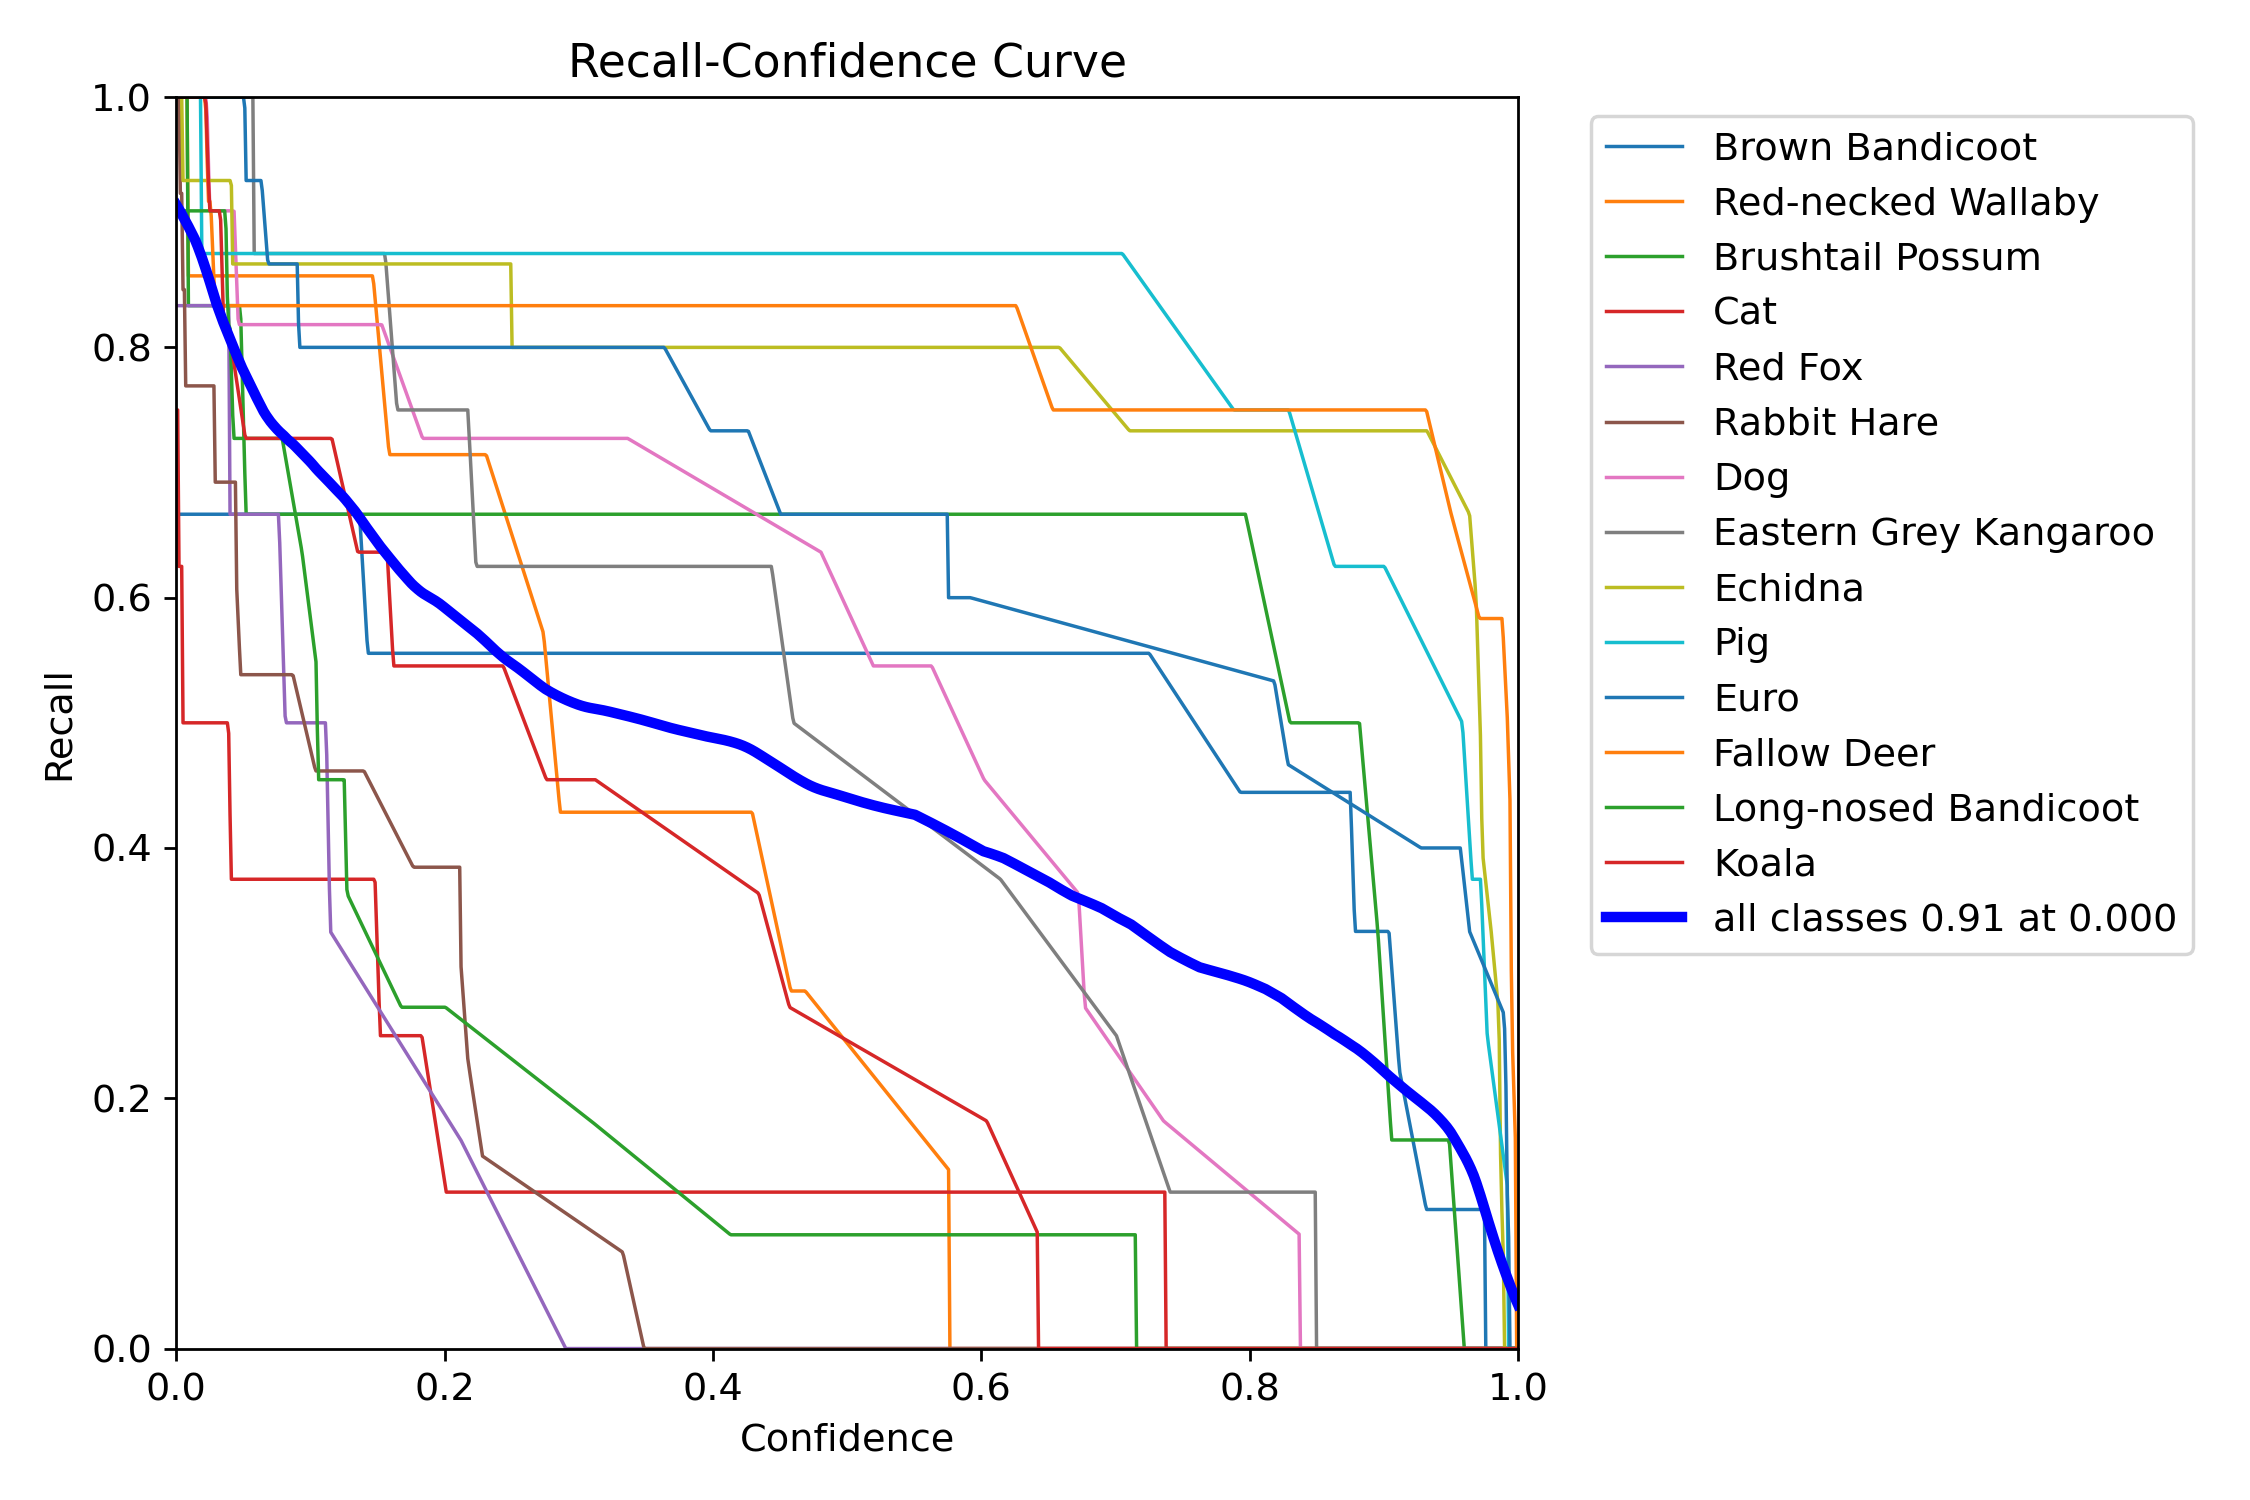 Recall-Confidence Curve
1.0
0.8
0.6
0.4
0.2
0.0
Recall
0.0 0.2 0.4 0.6 0.8 1.0
Confidence
Brown Bandicoot
Red-necked Wallaby
Brushtail Possum
Cat
Red Fox
Rabbit Hare
Dog
Eastern Grey Kangaroo
Echidna
Pig
Euro
Fallow Deer
Long-nosed Bandicoot
Koala
all classes 0.91 at 0.000